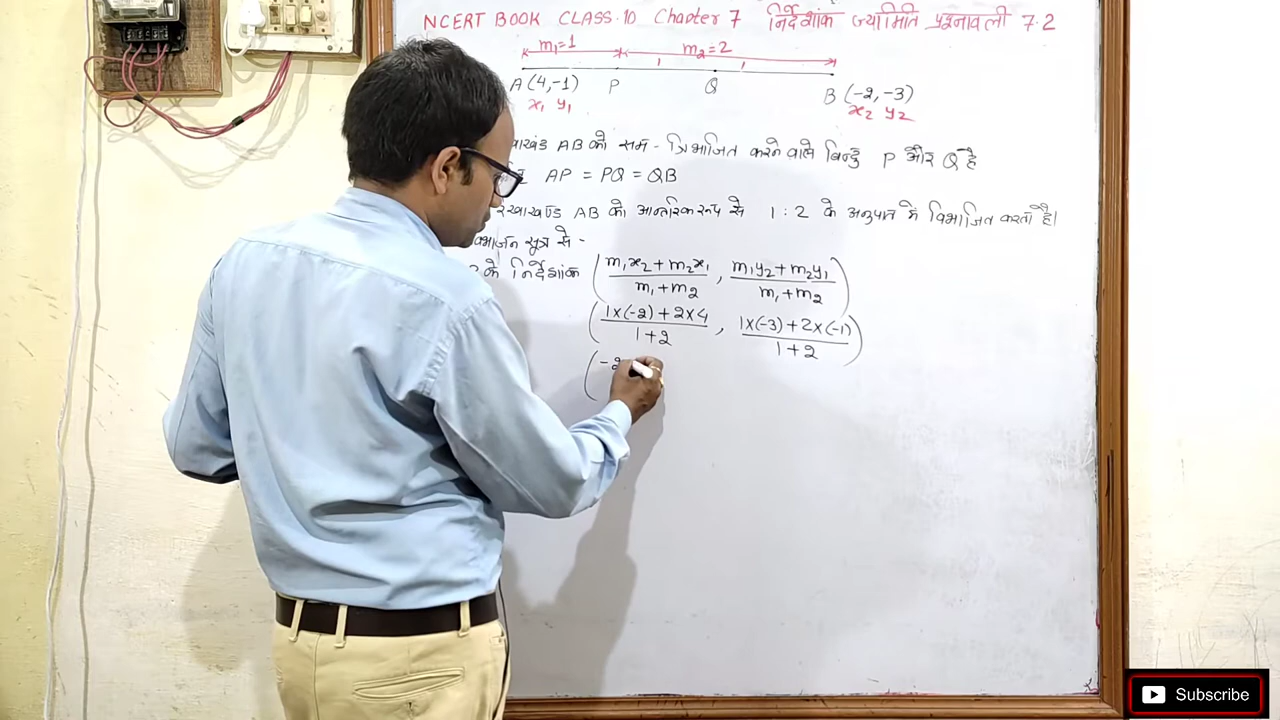 NCERT BOOK CLASS-10 Chapter 7 निर्देशांक ज्यामिति प्रश्नावली 7.2
m₁=1 m₂=2
A (4,-1) P Q B (-2,-3)
x₁ y₁ x₂ y₂
AB को सम-त्रिभाजित करने वाले बिन्दु P और Q है
AP = PQ = QB
AB को आन्तरिक रूप से 1:2 के अनुपात में विभाजित करता है।
सूत्र से -
के निर्देशांक ( (m₁x₂+m₂x₁)/(m₁+m₂) , (m₁y₂+m₂y₁)/(m₁+m₂) )
( (1×(-2)+2×4)/(1+2) , (1×(-3)+2×(-1))/(1+2) )
( -2
Subscribe